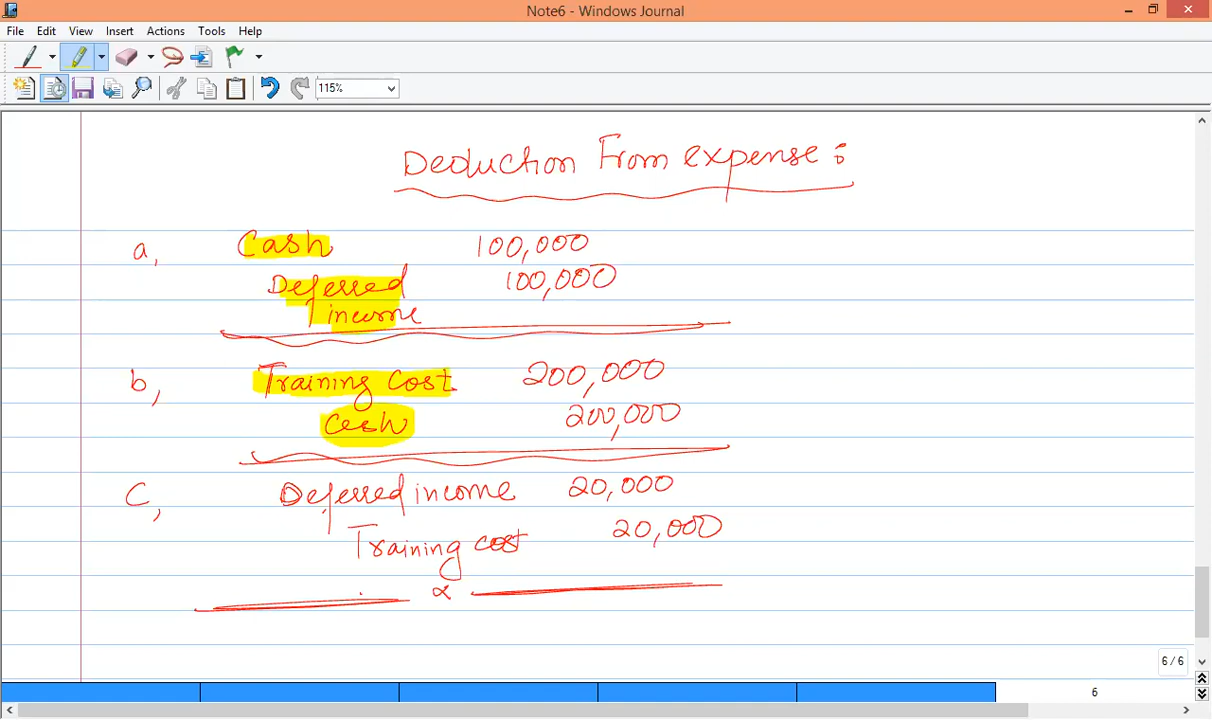 Note6 - Windows Journal
File Edit View Insert Actions Tools Help
115%
Deduction From expense:
a, Cash 100,000
Deferred 100,000
income
b, Training Cost 200,000
Cash 200,000
C, Deferred income 20,000
Training cost 20,000
6 / 6
6